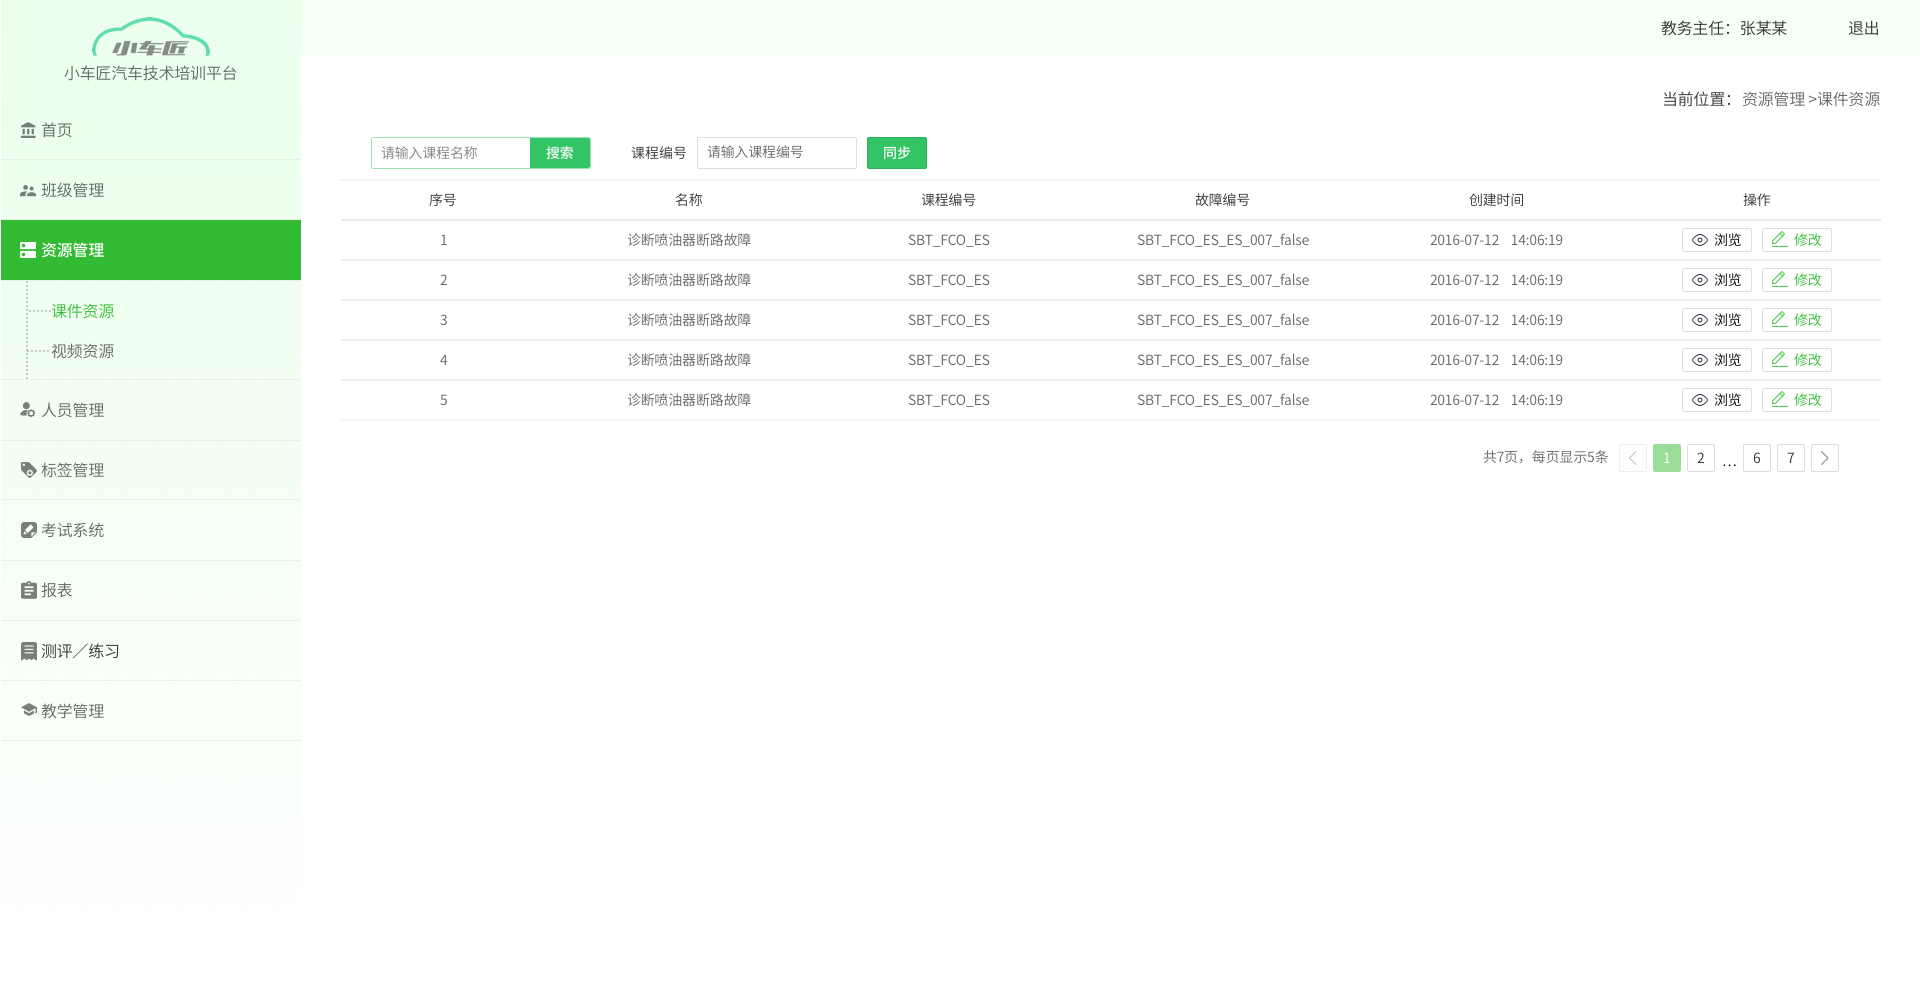 小车匠
小车匠汽车技术培训平台
教务主任：张某某 退出
当前位置：资源管理 >课件资源
首页
班级管理
资源管理
课件资源
视频资源
人员管理
标签管理
考试系统
报表
测评／练习
教学管理
请输入课程名称 搜索 课程编号 请输入课程编号 同步
序号 名称 课程编号 故障编号 创建时间 操作
1 诊断喷油器断路故障 SBT_FCO_ES SBT_FCO_ES_ES_007_false 2016-07-12 14:06:19 浏览 修改
2 诊断喷油器断路故障 SBT_FCO_ES SBT_FCO_ES_ES_007_false 2016-07-12 14:06:19 浏览 修改
3 诊断喷油器断路故障 SBT_FCO_ES SBT_FCO_ES_ES_007_false 2016-07-12 14:06:19 浏览 修改
4 诊断喷油器断路故障 SBT_FCO_ES SBT_FCO_ES_ES_007_false 2016-07-12 14:06:19 浏览 修改
5 诊断喷油器断路故障 SBT_FCO_ES SBT_FCO_ES_ES_007_false 2016-07-12 14:06:19 浏览 修改
共7页，每页显示5条 1 2 ... 6 7